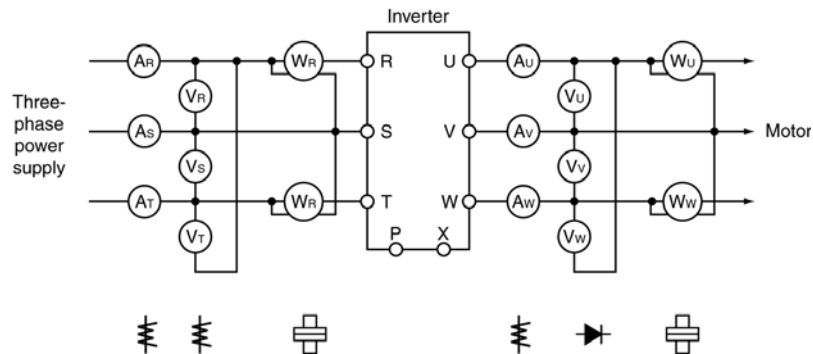 Inverter
AR
WR
R
U
AU
WU
VR
VU
Three-
phase
power
supply
AS
S
V
AV
Motor
VS
VV
AT
WR
T
W
AW
WW
VT
P
X
VW